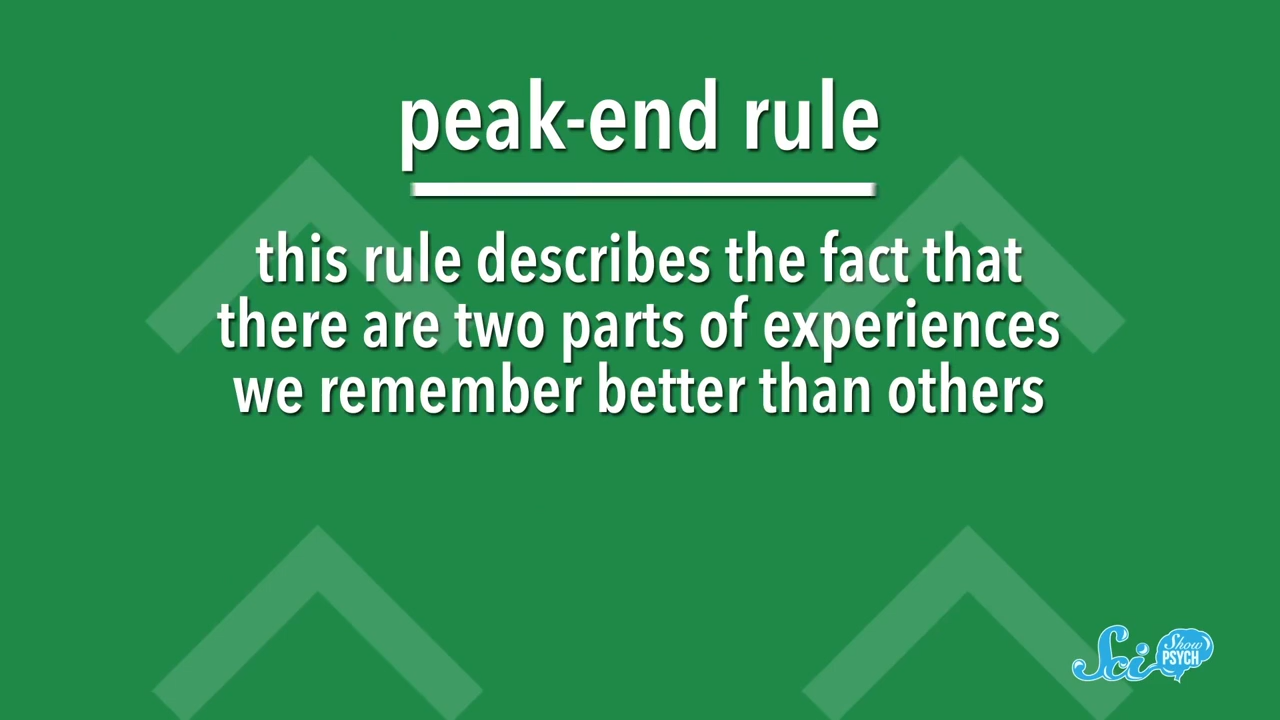 peak-end rule
this rule describes the fact that
there are two parts of experiences
we remember better than others
Sci Show
PSYCH